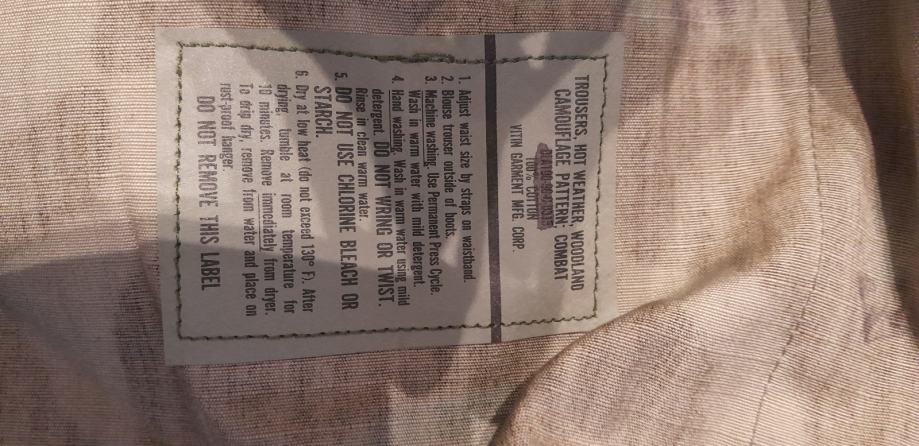 TROUSERS, HOT WEATHER, WOODLAND
CAMOUFLAGE PATTERN, COMBAT
100% COTTON
GARMENT MFG. CORP.
1. Adjust waist size by straps on waistband.
2. Blouse trouser outside of boots.
3. Machine washing. Use Permanent Press Cycle.
Wash in warm water with mild detergent.
4. Hand washing. Wash in warm water using mild
detergent. DO NOT WRING OR TWIST.
Rinse in clean warm water.
5. DO NOT USE CHLORINE BLEACH OR
STARCH.
6. Dry at low heat (do not exceed 130° F). After
drying, tumble at room temperature for
10 minutes. Remove immediately from dryer.
To drip dry, remove from water and place on
rust-proof hanger.
DO NOT REMOVE THIS LABEL